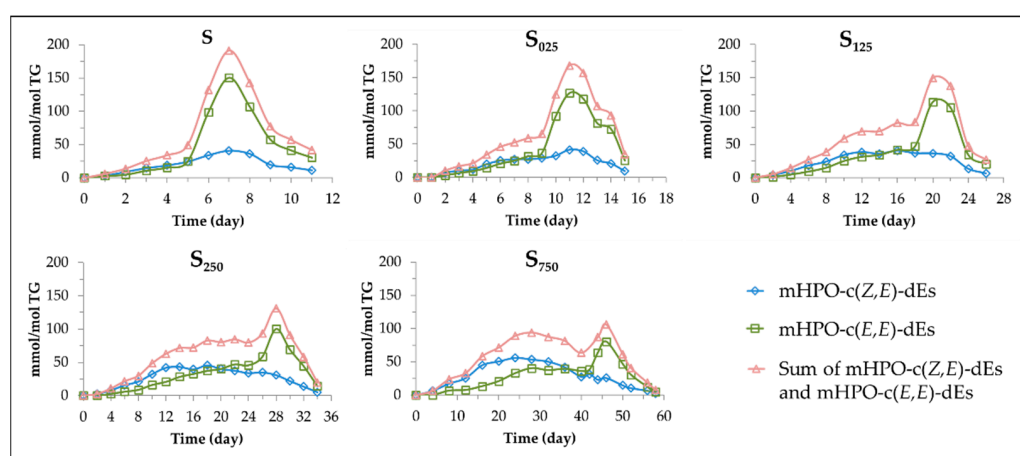 S
mmol/mol TG
200
150
100
50
0
0 2 4 6 8 10 12
Time (day)
S025
mmol/mol TG
200
150
100
50
0
0 2 4 6 8 10 12 14 16 18
Time (day)
S125
mmol/mol TG
200
150
100
50
0
0 4 8 12 16 20 24 28
Time (day)
S250
mmol/mol TG
200
150
100
50
0
0 4 8 12 16 20 24 28 32 36
Time (day)
S750
mmol/mol TG
200
150
100
50
0
0 10 20 30 40 50 60
Time (day)
mHPO-c(Z,E)-dEs
mHPO-c(E,E)-dEs
Sum of mHPO-c(Z,E)-dEs
and mHPO-c(E,E)-dEs